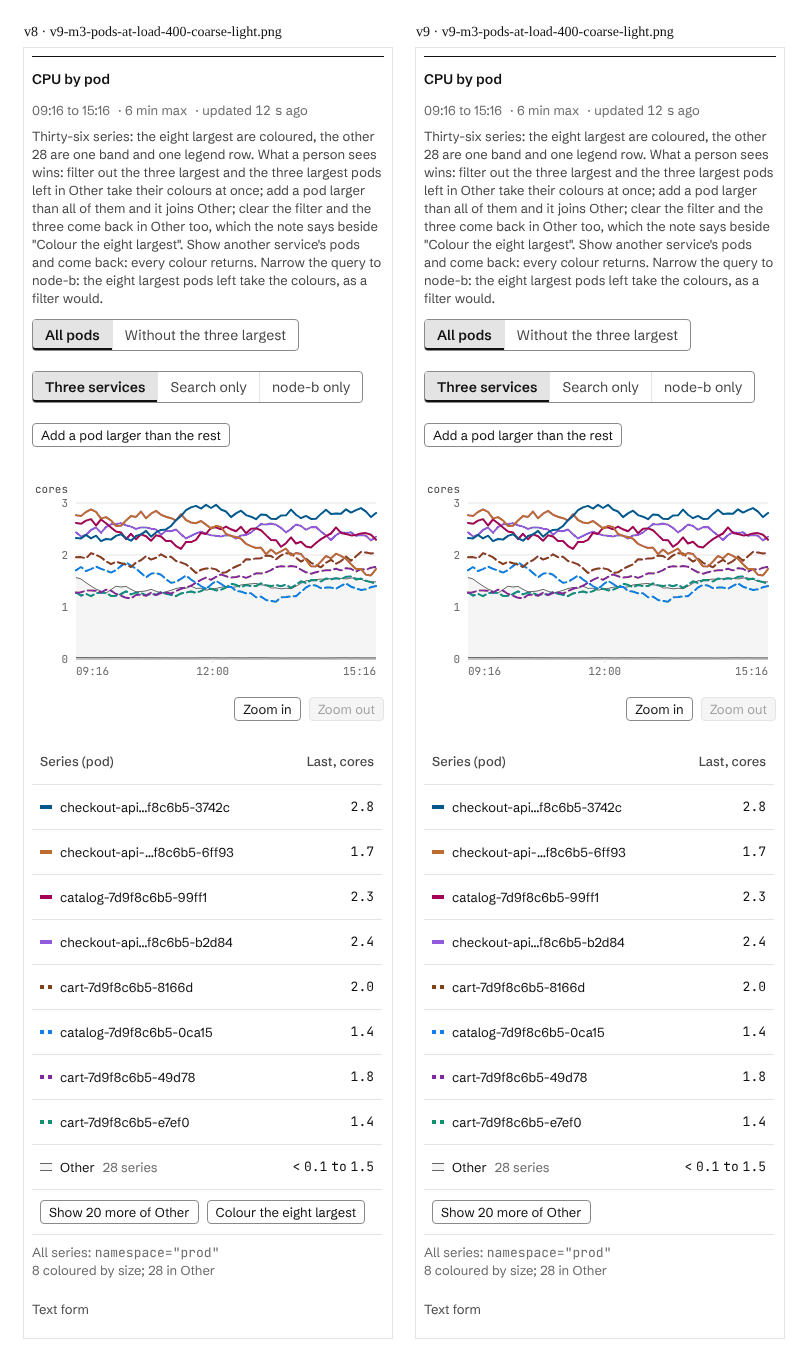 v8 · v9-m3-pods-at-load-400-coarse-light.png
CPU by pod
09:16 to 15:16 · 6 min max · updated 12 s ago
Thirty-six series: the eight largest are coloured, the other
28 are one band and one legend row. What a person sees
wins: filter out the three largest and the three largest pods
left in Other take their colours at once; add a pod larger
than all of them and it joins Other; clear the filter and the
three come back in Other too, which the note says beside
"Colour the eight largest". Show another service's pods
and come back: every colour returns. Narrow the query to
node-b: the eight largest pods left take the colours, as a
filter would.
All pods Without the three largest
Three services Search only node-b only
Add a pod larger than the rest
cores
3
2
1
0
09:16 12:00 15:16
Zoom in Zoom out
Series (pod) Last, cores
checkout-api…f8c6b5-3742c 2.8
checkout-api-…f8c6b5-6ff93 1.7
catalog-7d9f8c6b5-99ff1 2.3
checkout-api…f8c6b5-b2d84 2.4
cart-7d9f8c6b5-8166d 2.0
catalog-7d9f8c6b5-0ca15 1.4
cart-7d9f8c6b5-49d78 1.8
cart-7d9f8c6b5-e7ef0 1.4
Other 28 series < 0.1 to 1.5
Show 20 more of Other Colour the eight largest
All series: namespace="prod"
8 coloured by size; 28 in Other
Text form
v9 · v9-m3-pods-at-load-400-coarse-light.png
CPU by pod
09:16 to 15:16 · 6 min max · updated 12 s ago
Thirty-six series: the eight largest are coloured, the other
28 are one band and one legend row. What a person sees
wins: filter out the three largest and the three largest pods
left in Other take their colours at once; add a pod larger
than all of them and it joins Other; clear the filter and the
three come back in Other too, which the note says beside
"Colour the eight largest". Show another service's pods
and come back: every colour returns. Narrow the query to
node-b: the eight largest pods left take the colours, as a
filter would.
All pods Without the three largest
Three services Search only node-b only
Add a pod larger than the rest
cores
3
2
1
0
09:16 12:00 15:16
Zoom in Zoom out
Series (pod) Last, cores
checkout-api…f8c6b5-3742c 2.8
checkout-api-…f8c6b5-6ff93 1.7
catalog-7d9f8c6b5-99ff1 2.3
checkout-api…f8c6b5-b2d84 2.4
cart-7d9f8c6b5-8166d 2.0
catalog-7d9f8c6b5-0ca15 1.4
cart-7d9f8c6b5-49d78 1.8
cart-7d9f8c6b5-e7ef0 1.4
Other 28 series < 0.1 to 1.5
Show 20 more of Other
All series: namespace="prod"
8 coloured by size; 28 in Other
Text form